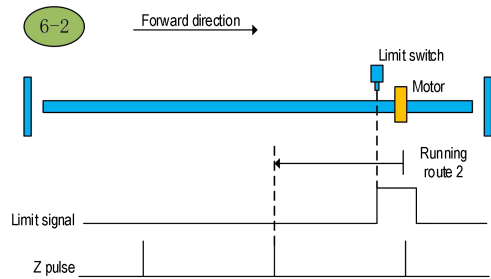 6-2
Forward direction
Limit switch
Motor
Running
route 2
Limit signal
Z pulse